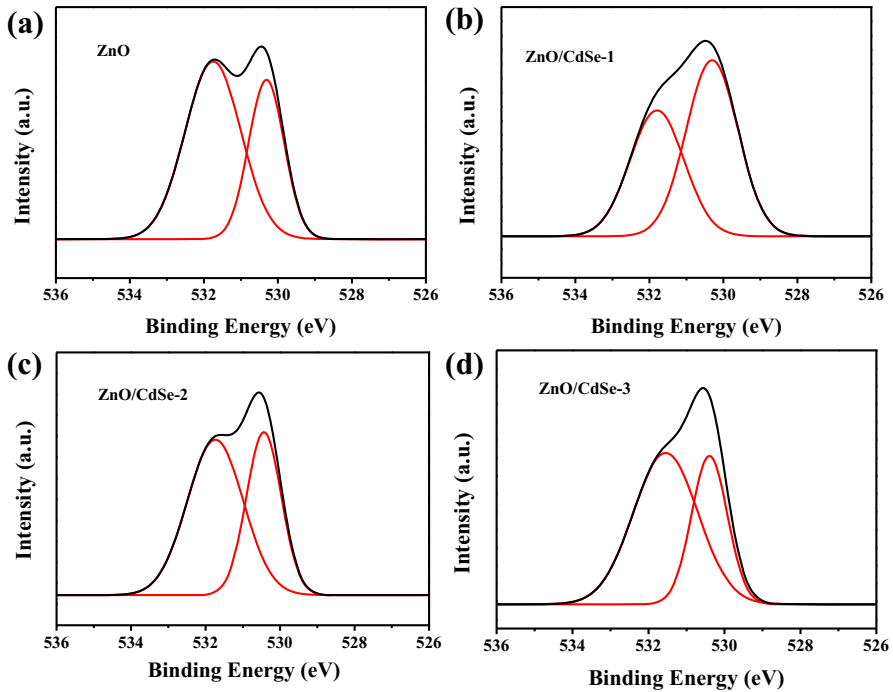 (a)
ZnO
Intensity (a.u.)
536 534 532 530 528 526
Binding Energy (eV)
(b)
ZnO/CdSe-1
Intensity (a.u.)
536 534 532 530 528 526
Binding Energy (eV)
(c)
ZnO/CdSe-2
Intensity (a.u.)
536 534 532 530 528 526
Binding Energy (eV)
(d)
ZnO/CdSe-3
Intensity (a.u.)
536 534 532 530 528 526
Binding Energy (eV)